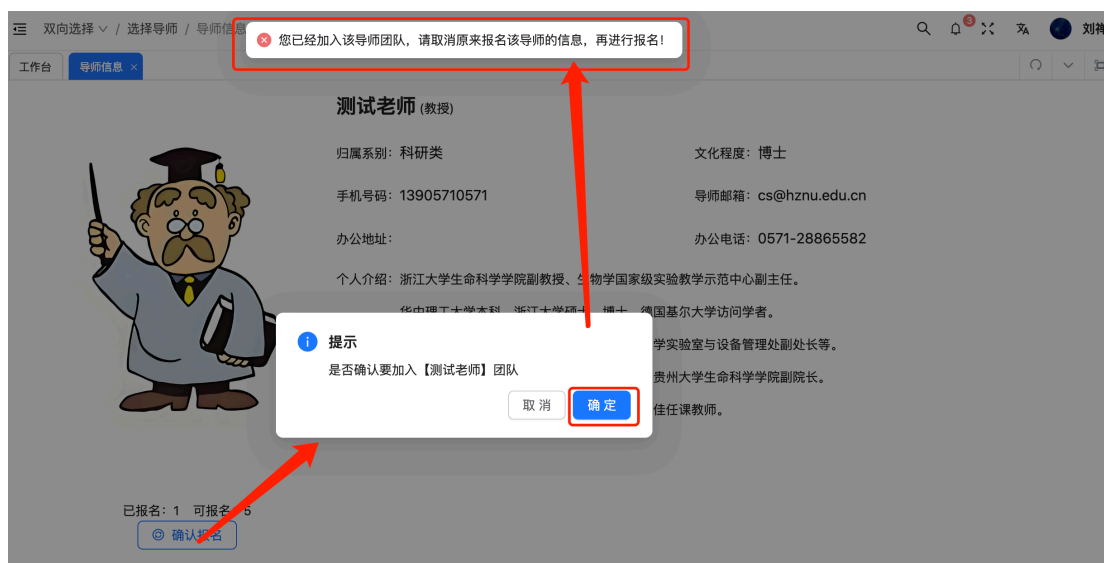 双向选择 / 选择导师 / 导师信息
您已经加入该导师团队，请取消原来报名该导师的信息，再进行报名！
3
刘禅
工作台
导师信息 ×
测试老师 (教授)
归属系别：科研类
文化程度：博士
手机号码：13905710571
导师邮箱：cs@hznu.edu.cn
办公地址：
办公电话：0571-28865582
个人介绍：浙江大学生命科学学院副教授、生物学国家级实验教学示范中心副主任。
华中理工大学本科、浙江大学硕士、博士、德国基尔大学访问学者。
学实验室与设备管理处副处长等。
贵州大学生命科学学院副院长。
佳任课教师。
提示
是否确认要加入【测试老师】团队
取 消
确 定
已报名：1 可报名：5
确认报名